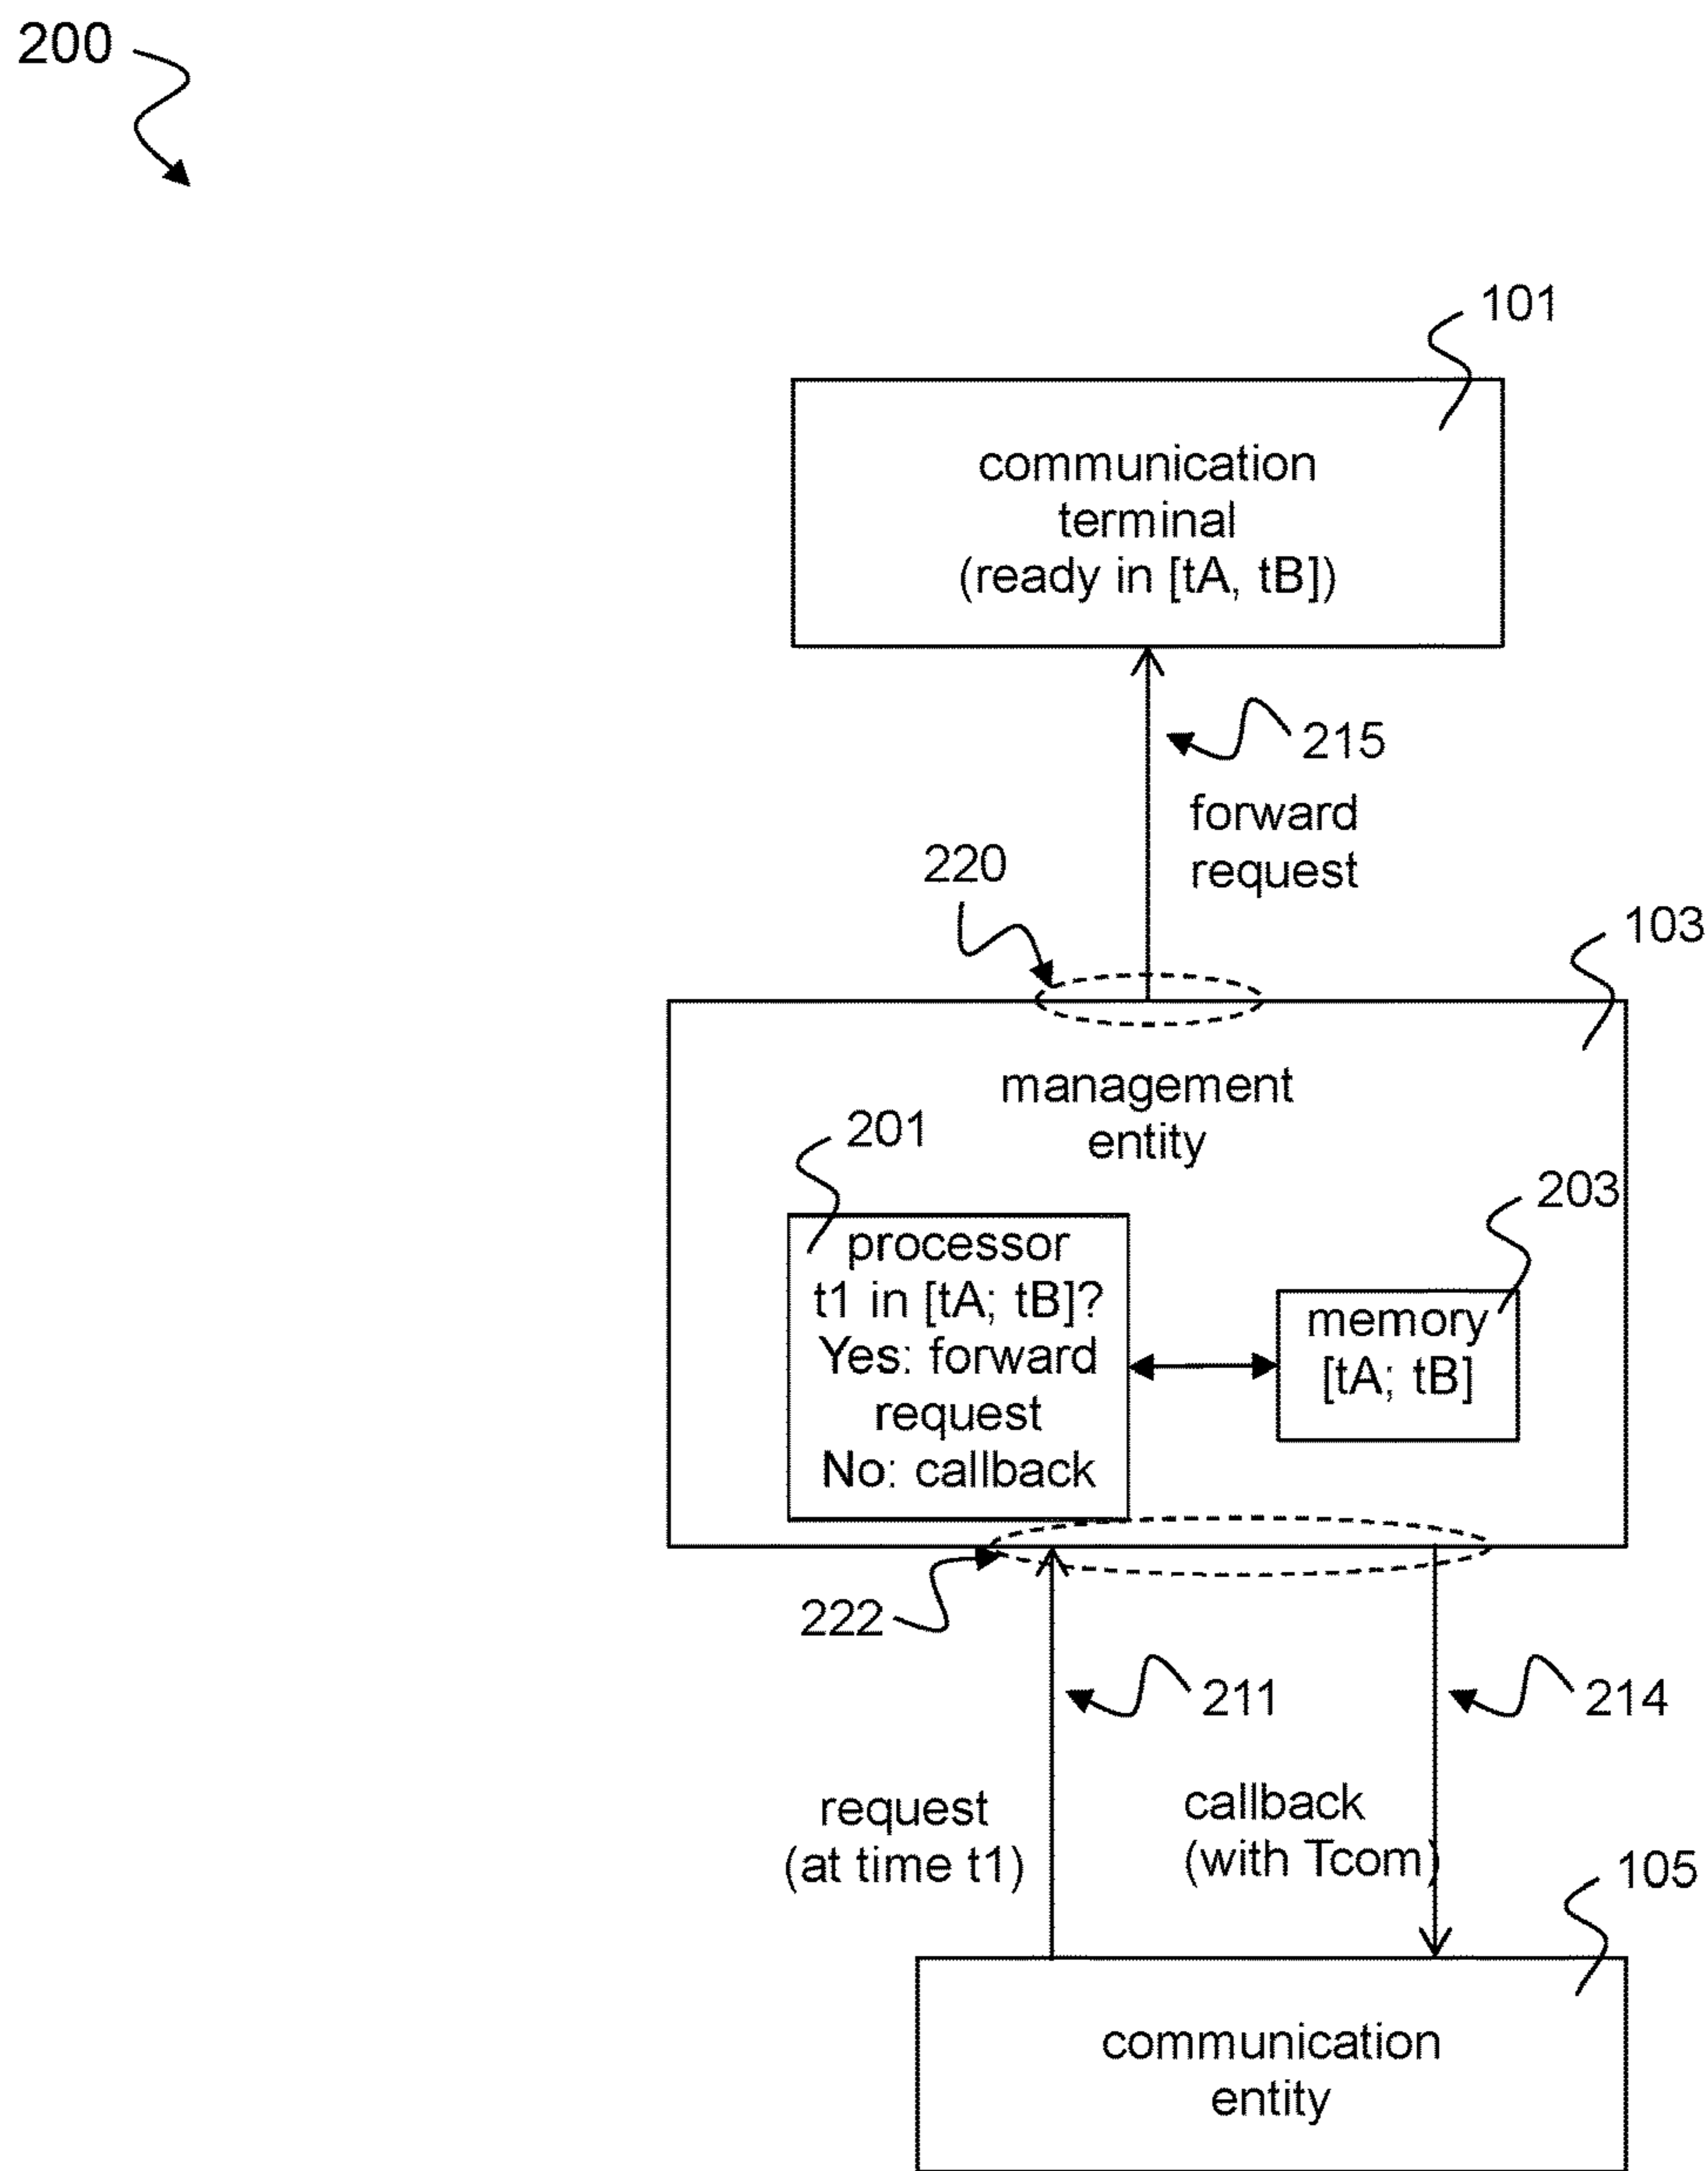 200
101
communication
terminal
(ready in [tA, tB])
215
forward
request
220
103
management
entity
201
203
processor
t1 in [tA; tB]?
Yes: forward
request
No: callback
memory
[tA; tB]
222
211
214
request
(at time t1)
callback
(with Tcom)
105
communication
entity